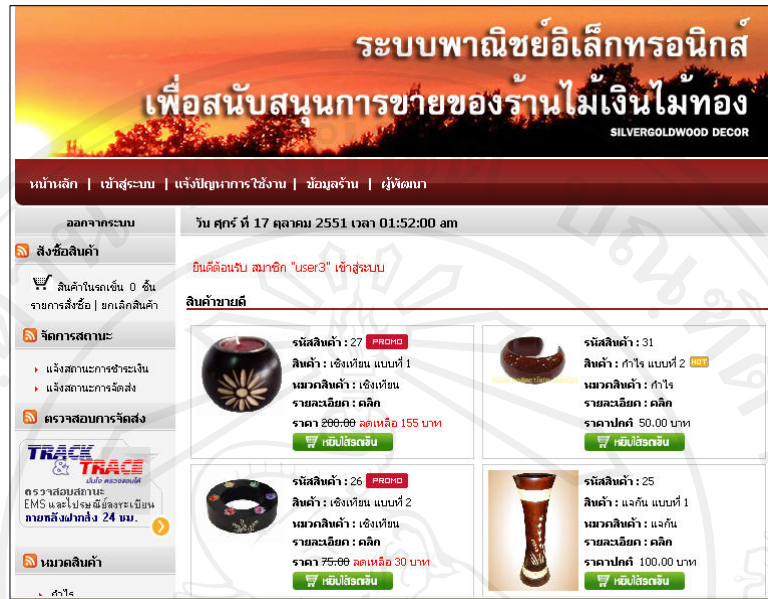 ระบบพาณิชย์อิเล็กทรอนิกส์
เพื่อสนับสนุนการขายของร้านไม้เงินไม้ทอง
SILVERGOLDWOOD DECOR
หน้าหลัก | เข้าสู่ระบบ | แจ้งปัญหาการใช้งาน | ข้อมูลร้าน | ผู้พัฒนา
ออกจากระบบ
วัน ศุกร์ ที่ 17 ตุลาคม 2551 เวลา 01:52:00 am
สั่งซื้อสินค้า
สินค้าในรถเข็น 0 ชิ้น
รายการสั่งซื้อ | ยกเลิกสินค้า
จัดการสถานะ
แจ้งสถานะการชำระเงิน
แจ้งสถานะการจัดส่ง
ตรวจสอบการจัดส่ง
TRACK
& TRACE
มั่นใจ ตรวจสอบได้
ตรวจสอบสถานะ
EMS และไปรษณีย์ลงทะเบียน
ภายหลังฝากส่ง 24 ชม.
หมวดสินค้า
กำไร
ยินดีต้อนรับ สมาชิก "user3" เข้าสู่ระบบ
สินค้าขายดี
รหัสสินค้า : 27 PROMO
สินค้า : เชิงเทียน แบบที่ 1
หมวดสินค้า : เชิงเทียน
รายละเอียด : คลิก
ราคา 200.00 ลดเหลือ 155 บาท
หยิบใส่รถเข็น
รหัสสินค้า : 31
สินค้า : กำไร แบบที่ 2 HOT
หมวดสินค้า : กำไร
รายละเอียด : คลิก
ราคาปกติ 50.00 บาท
หยิบใส่รถเข็น
รหัสสินค้า : 26 PROMO
สินค้า : เชิงเทียน แบบที่ 2
หมวดสินค้า : เชิงเทียน
รายละเอียด : คลิก
ราคา 75.00 ลดเหลือ 30 บาท
หยิบใส่รถเข็น
รหัสสินค้า : 25
สินค้า : แจกัน แบบที่ 1
หมวดสินค้า : แจกัน
รายละเอียด : คลิก
ราคาปกติ 100.00 บาท
หยิบใส่รถเข็น